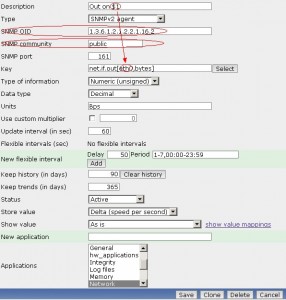 Description Out on 1 D
Type SNMPv2 agent
SNMP OID 1.3.6.1.2.1.2.2.1.16.2
SNMP community public
SNMP port 161
Key net.if.out[ ,bytes] Select
Type of information Numeric (unsigned)
Data type Decimal
Units Bps
Use custom multiplier 0
Update interval (in sec) 60
Flexible intervals (sec) No flexible intervals
New flexible interval Delay 50 Period 1-7,00:00-23:59
Add
Keep history (in days) 90 Clear history
Keep trends (in days) 365
Status Active
Store value Delta (speed per second)
Show value As is show value mappings
New application
Applications
General
hw_applications
Integrity
Log files
Memory
Network
Save Clone Delete Cancel